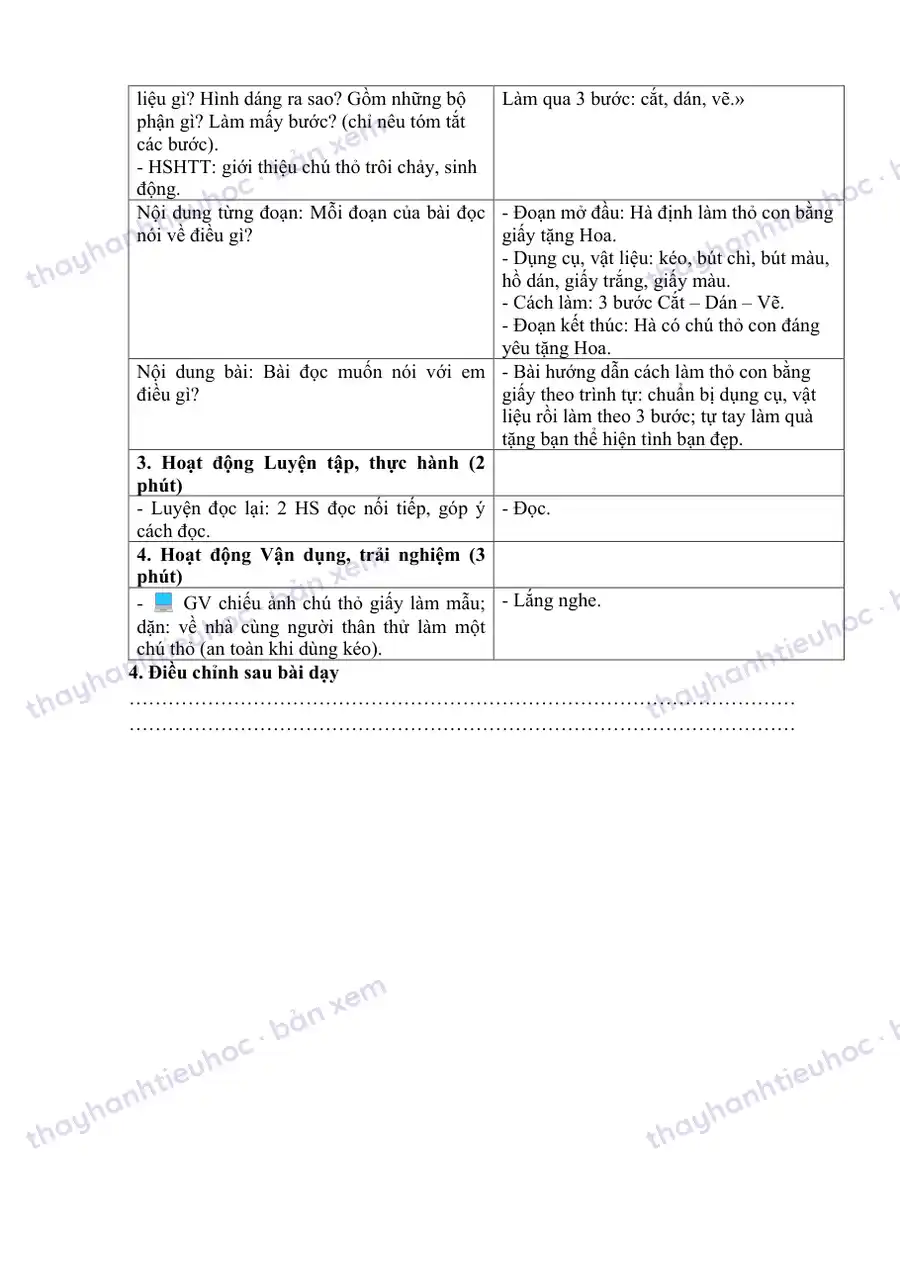 liệu gì? Hình dáng ra sao? Gồm những bộ
phận gì? Làm mấy bước? (chỉ nêu tóm tắt
các bước).
- HSHTT: giới thiệu chú thỏ trôi chảy, sinh
động.
Làm qua 3 bước: cắt, dán, vẽ.»
Nội dung từng đoạn: Mỗi đoạn của bài đọc
nói về điều gì?
- Đoạn mở đầu: Hà định làm thỏ con bằng
giấy tặng Hoa.
- Dụng cụ, vật liệu: kéo, bút chì, bút màu,
hồ dán, giấy trắng, giấy màu.
- Cách làm: 3 bước Cắt – Dán – Vẽ.
- Đoạn kết thúc: Hà có chú thỏ con đáng
yêu tặng Hoa.
Nội dung bài: Bài đọc muốn nói với em
điều gì?
- Bài hướng dẫn cách làm thỏ con bằng
giấy theo trình tự: chuẩn bị dụng cụ, vật
liệu rồi làm theo 3 bước; tự tay làm quà
tặng bạn thể hiện tình bạn đẹp.
3. Hoạt động Luyện tập, thực hành (2
phút)
- Luyện đọc lại: 2 HS đọc nối tiếp, góp ý
cách đọc.
- Đọc.
4. Hoạt động Vận dụng, trải nghiệm (3
phút)
- GV chiếu ảnh chú thỏ giấy làm mẫu;
dặn: về nhà cùng người thân thử làm một
chú thỏ (an toàn khi dùng kéo).
- Lắng nghe.
4. Điều chỉnh sau bài dạy
……………………………………………………………………………………
……………………………………………………………………………………
thayhanhtieuhoc · bản xem
thayhanhtieuhoc · b
thayhanhtieuhoc · bản xem
thayhanhtieuhoc · b
thayhanhtieuhoc · bản xem
thayhanhtieuhoc · b